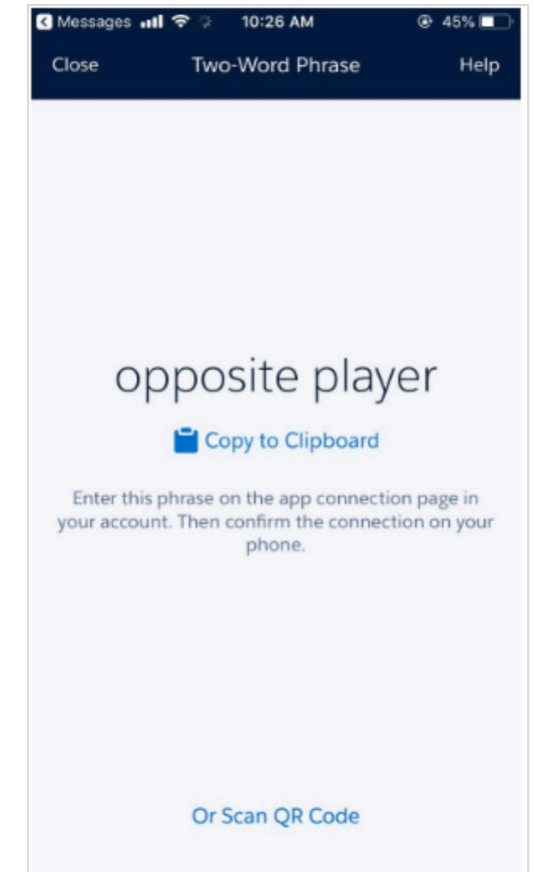 Messages 10:26 AM 45%
Close Two-Word Phrase Help
opposite player
Copy to Clipboard
Enter this phrase on the app connection page in
your account. Then confirm the connection on your
phone.
Or Scan QR Code